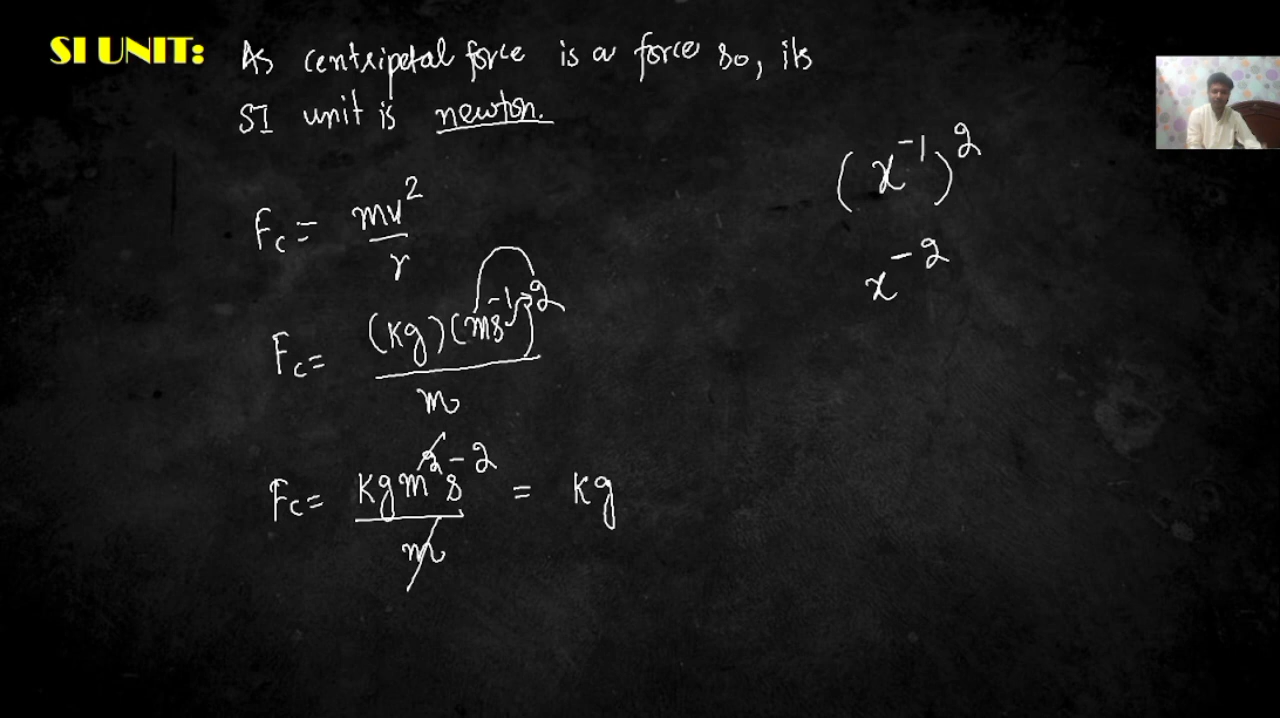 SI UNIT: As centripetal force is a force so, its
SI unit is newton.
Fc = mv²/r
Fc = (kg)(ms⁻¹)²/m
Fc = kgm²s⁻²/m = kg
(x⁻¹)²
x⁻²